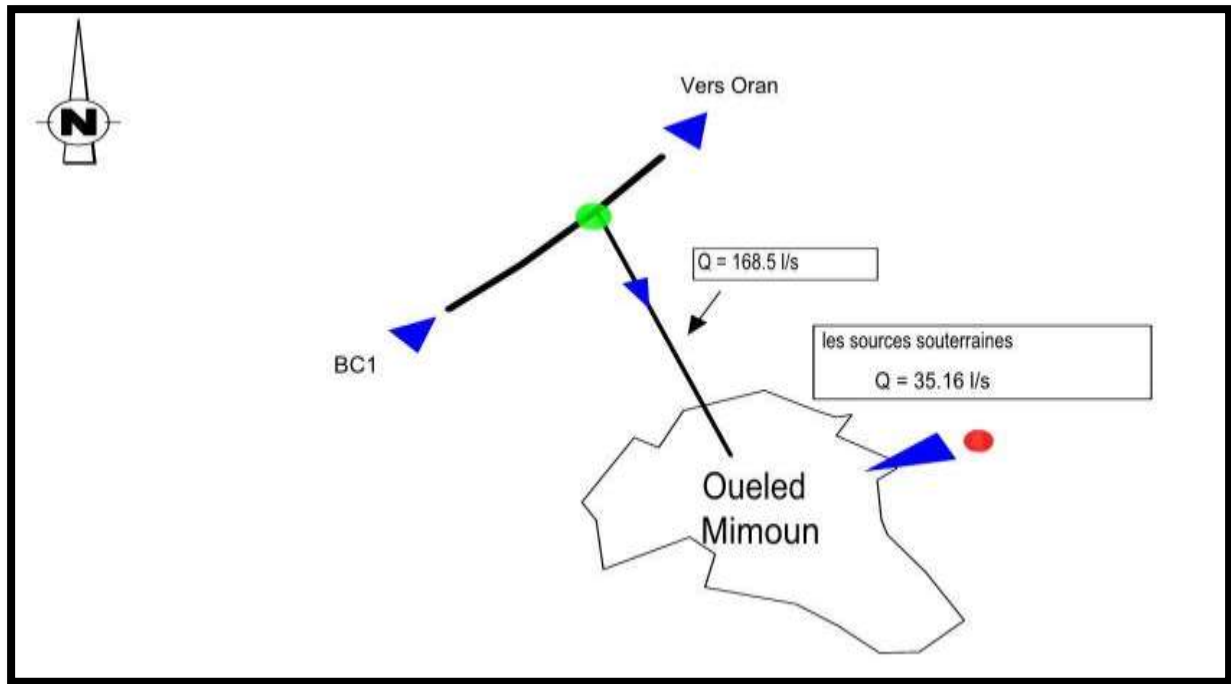 N
Vers Oran
Q = 168.5 l/s
les sources souterraines
Q = 35.16 l/s
BC1
Oueled
Mimoun